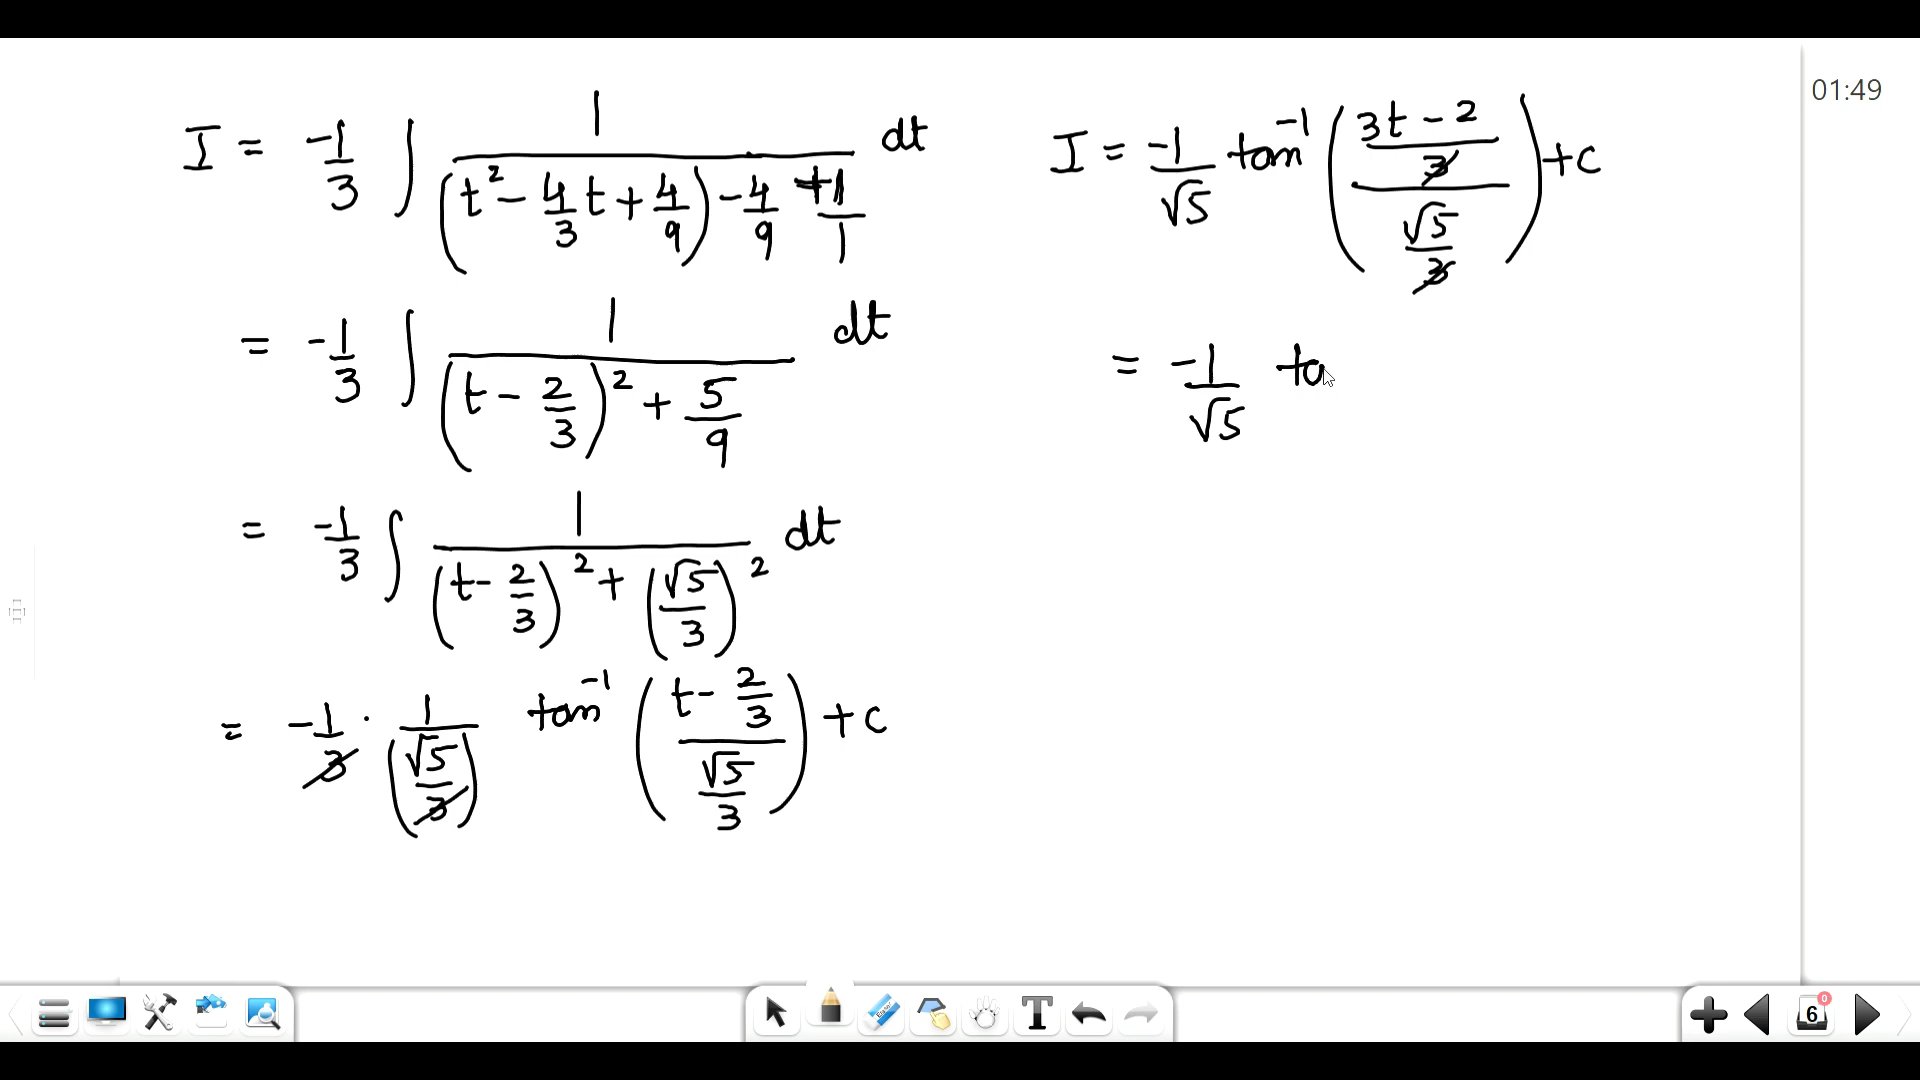 I = -1/3 ∫ 1/((t² - 4/3 t + 4/9) - 4/9 + 1/1) dt
= -1/3 ∫ 1/((t - 2/3)² + 5/9) dt
= -1/3 ∫ 1/((t - 2/3)² + (√5/3)²) dt
= -1/3 · 1/(√5/3) tan⁻¹ ((t - 2/3)/(√5/3)) + c
I = -1/√5 tan⁻¹ (((3t - 2)/3)/(√5/3)) + c
= -1/√5 ta
01:49
T
6
0